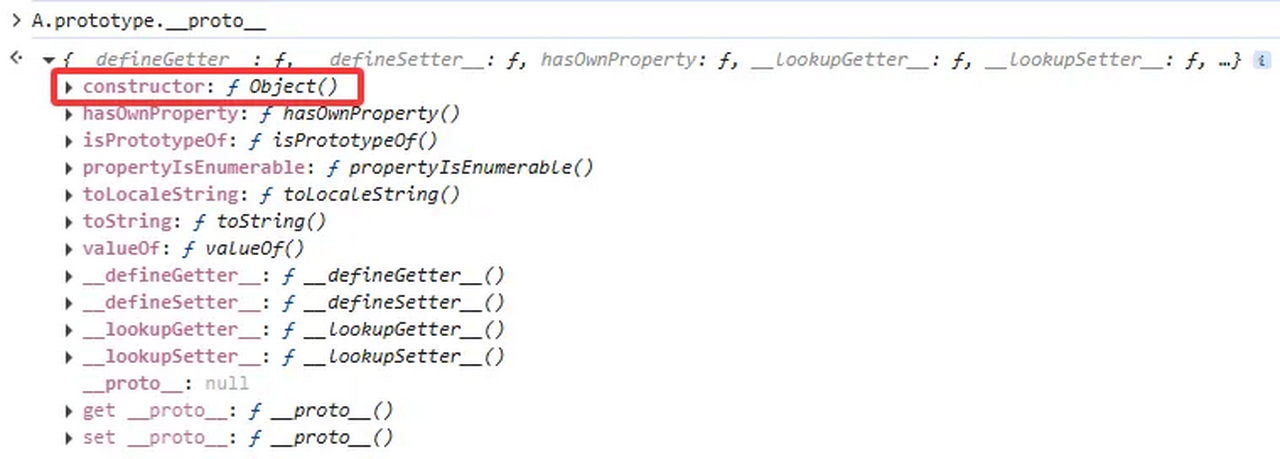 A.prototype.__proto__
{__defineGetter__: ƒ, __defineSetter__: ƒ, hasOwnProperty: ƒ, __lookupGetter__: ƒ, __lookupSetter__: ƒ, …}
constructor: ƒ Object()
hasOwnProperty: ƒ hasOwnProperty()
isPrototypeOf: ƒ isPrototypeOf()
propertyIsEnumerable: ƒ propertyIsEnumerable()
toLocaleString: ƒ toLocaleString()
toString: ƒ toString()
valueOf: ƒ valueOf()
__defineGetter__: ƒ __defineGetter__()
__defineSetter__: ƒ __defineSetter__()
__lookupGetter__: ƒ __lookupGetter__()
__lookupSetter__: ƒ __lookupSetter__()
__proto__: null
get __proto__: ƒ __proto__()
set __proto__: ƒ __proto__()